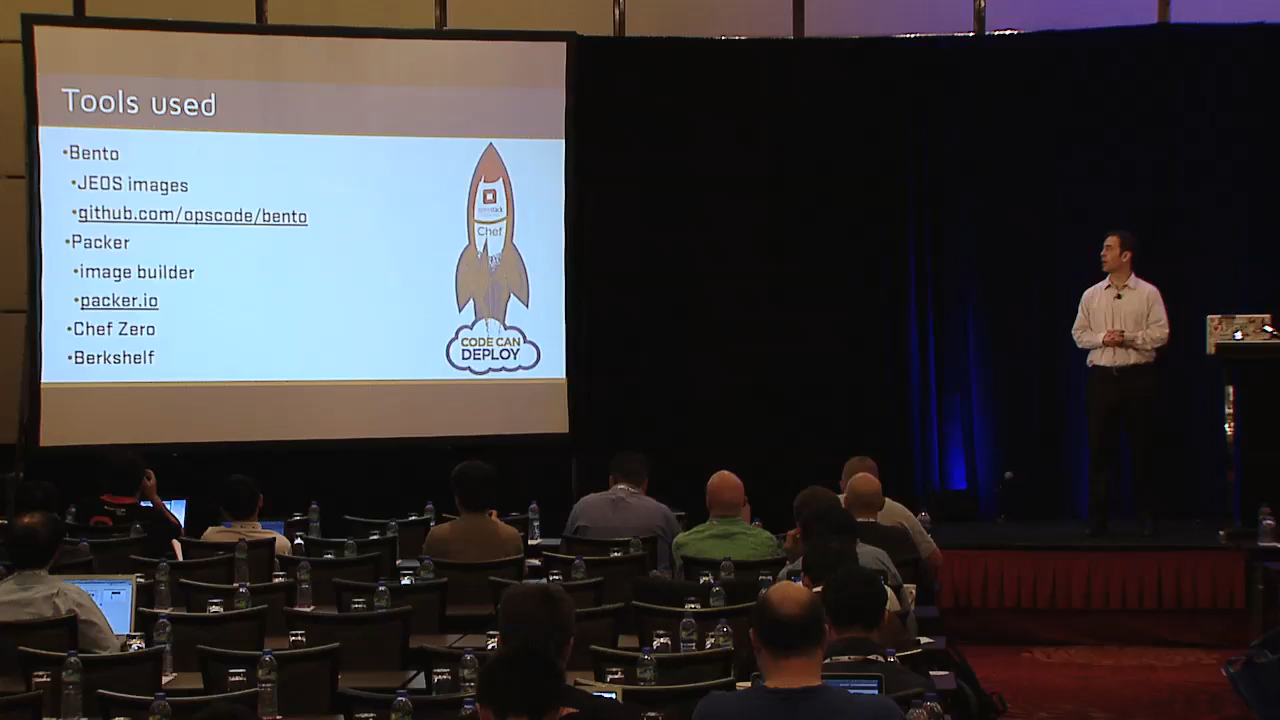 Tools used
•Bento
•JEOS images
•github.com/opscode/bento
•Packer
•image builder
•packer.io
•Chef Zero
•Berkshelf
openstack
Chef
CODE CAN
DEPLOY